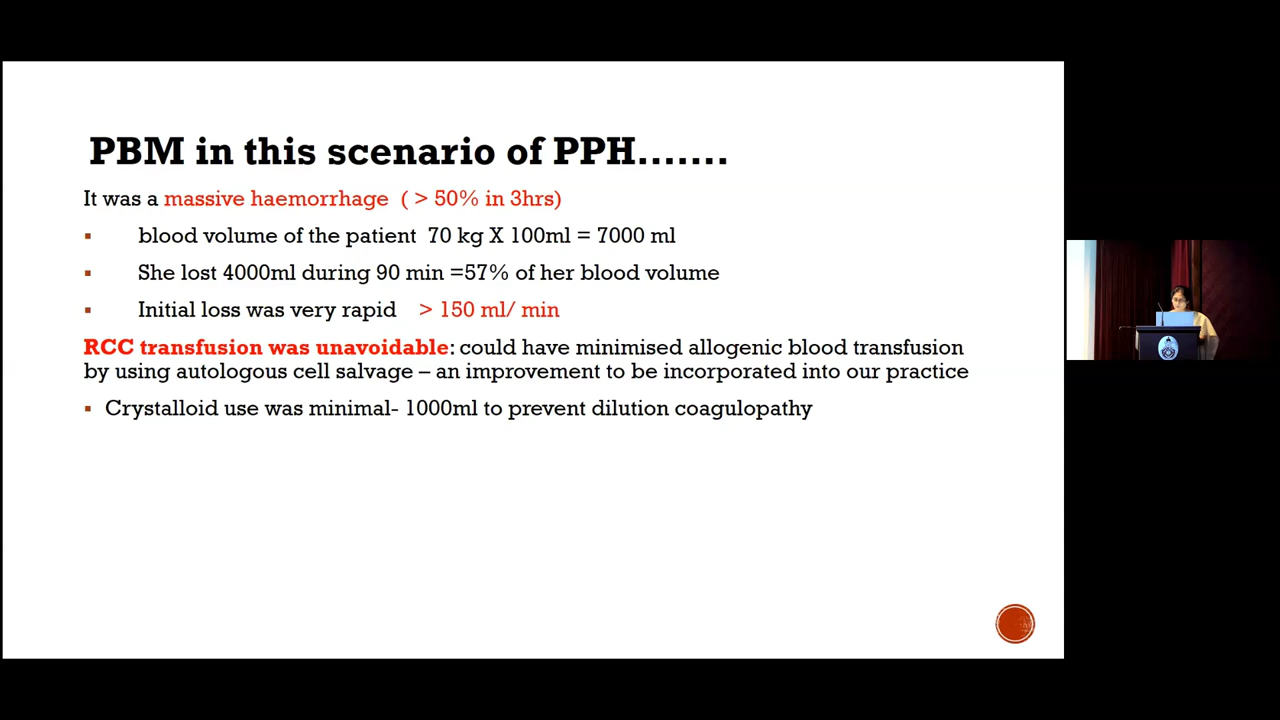 PBM in this scenario of PPH.......
It was a massive haemorrhage ( > 50% in 3hrs)
▪ blood volume of the patient 70 kg X 100ml = 7000 ml
▪ She lost 4000ml during 90 min =57% of her blood volume
▪ Initial loss was very rapid > 150 ml/ min
RCC transfusion was unavoidable: could have minimised allogenic blood transfusion
by using autologous cell salvage – an improvement to be incorporated into our practice
▪ Crystalloid use was minimal- 1000ml to prevent dilution coagulopathy